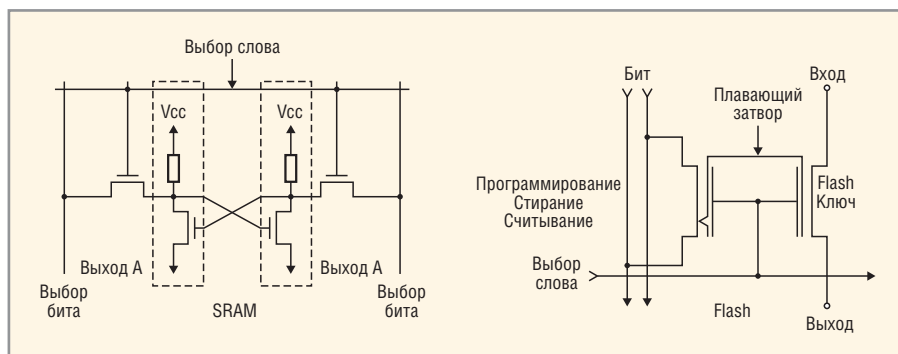 Выбор слова
Vcc
Vcc
Выход А
Выход А
Выбор
бита
SRAM
Выбор
бита
Бит
Вход
Плавающий
затвор
Программирование
Стирание
Считывание
Flash
Ключ
Выбор
слова
Flash
Выход